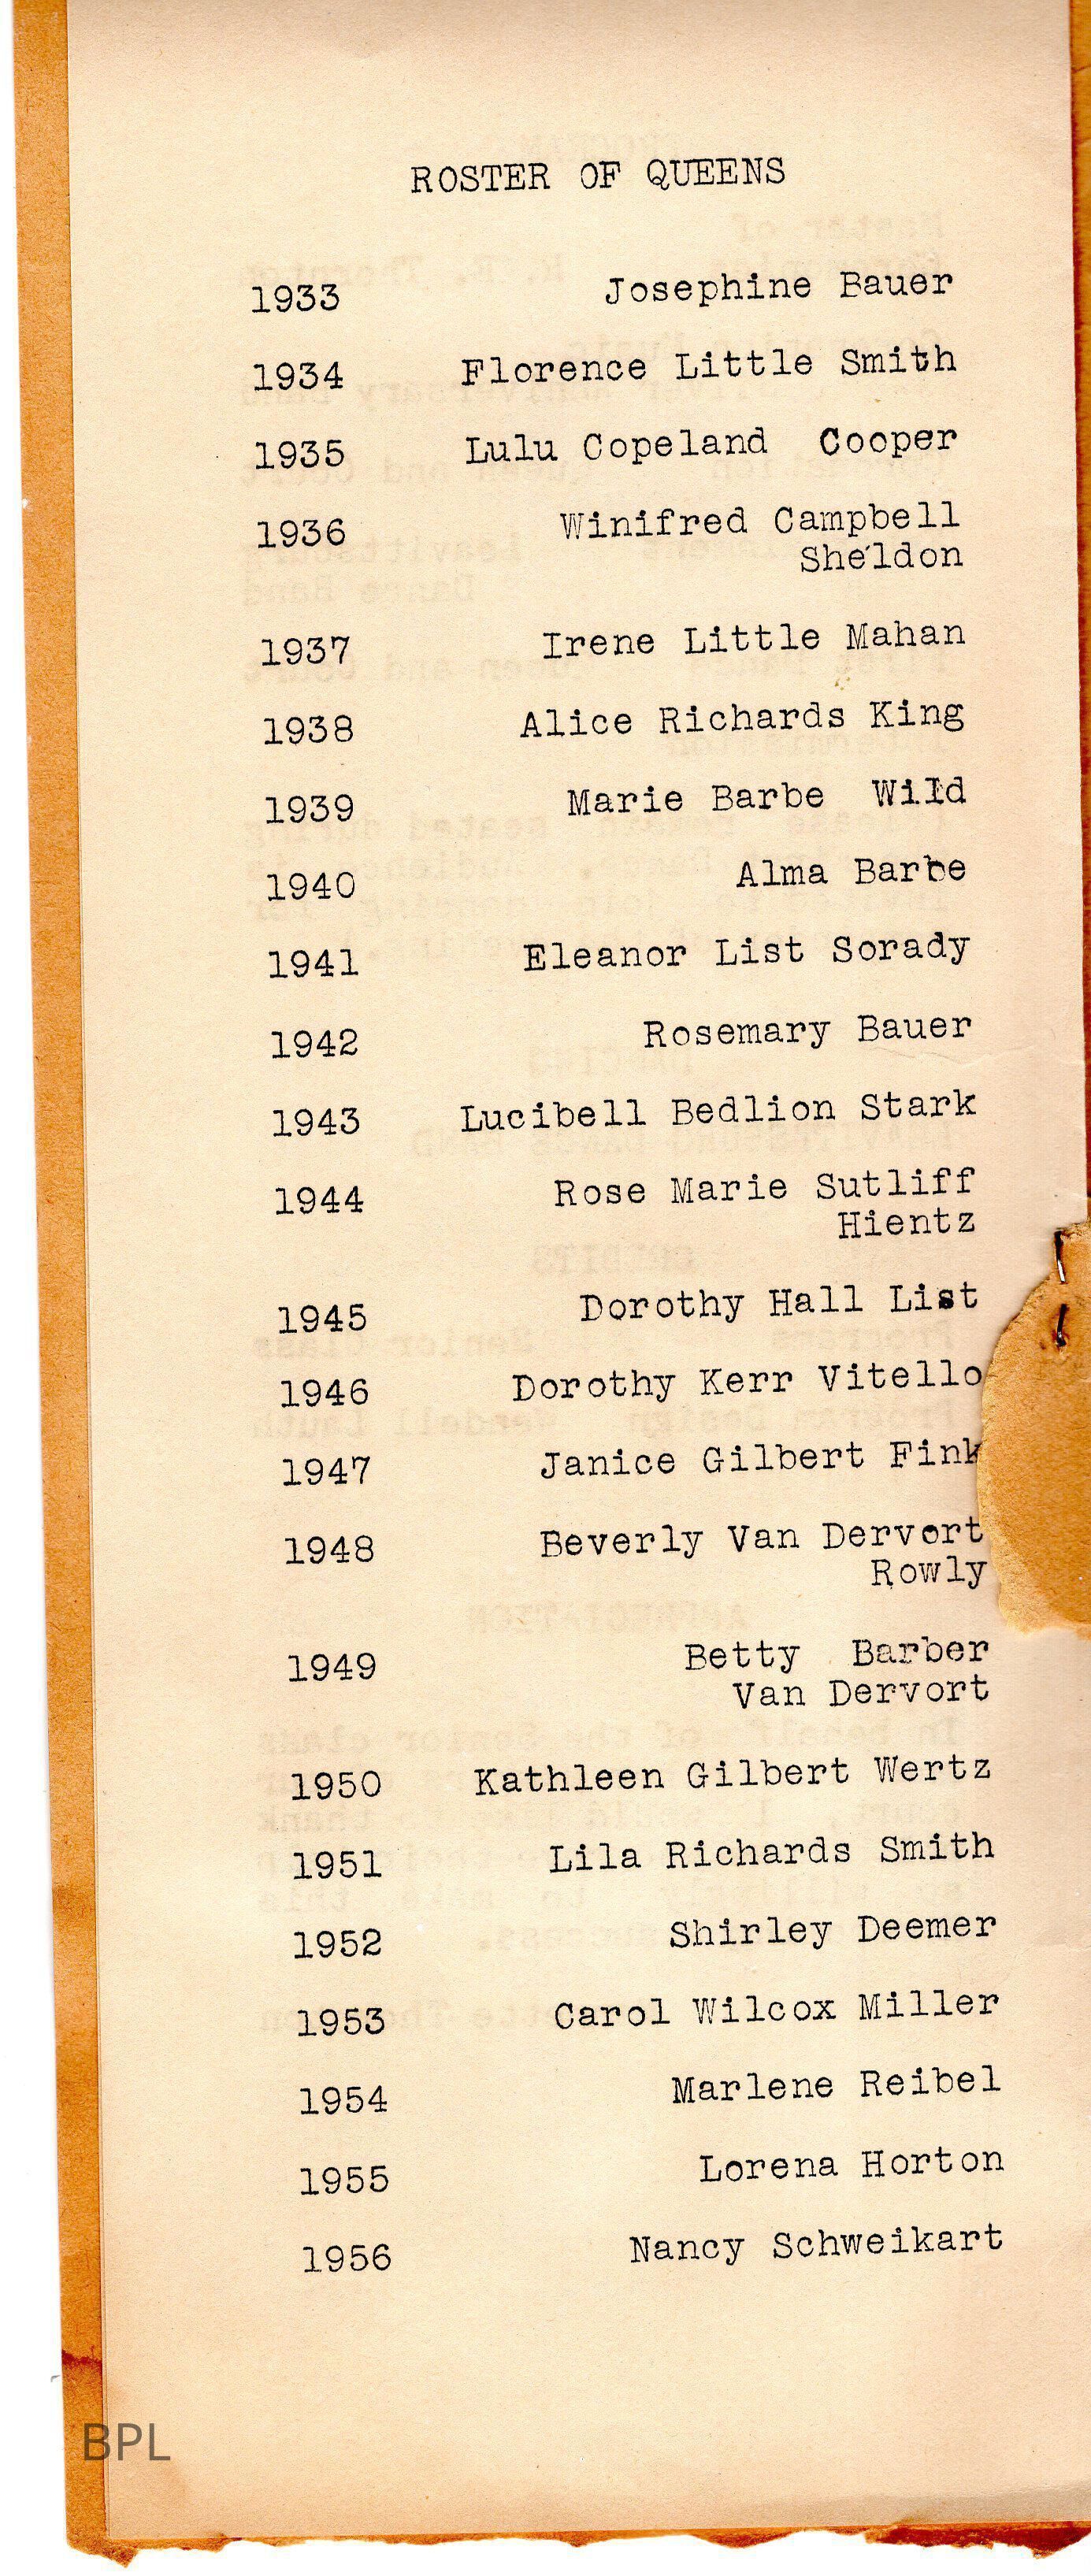 ROSTER OF QUEENS
1933 Josephine Bauer
1934 Florence Little Smith
1935 Lulu Copeland Cooper
1936 Winifred Campbell
Sheldon
1937 Irene Little Mahan
1938 Alice Richards King
1939 Marie Barbe Wild
1940 Alma Barbe
1941 Eleanor List Sorady
1942 Rosemary Bauer
1943 Lucibell Bedlion Stark
1944 Rose Marie Sutliff
Hientz
1945 Dorothy Hall List
1946 Dorothy Kerr Vitello
1947 Janice Gilbert Fink
1948 Beverly Van Dervort
Rowly
1949 Betty Barber
Van Dervort
1950 Kathleen Gilbert Wertz
1951 Lila Richards Smith
1952 Shirley Deemer
1953 Carol Wilcox Miller
1954 Marlene Reibel
1955 Lorena Horton
1956 Nancy Schweikart
BPL